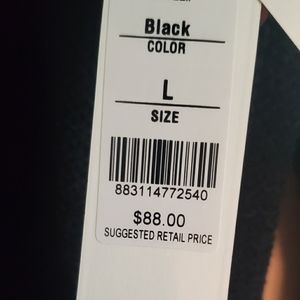 Black
COLOR
L
SIZE
883114772540
$88.00
SUGGESTED RETAIL PRICE